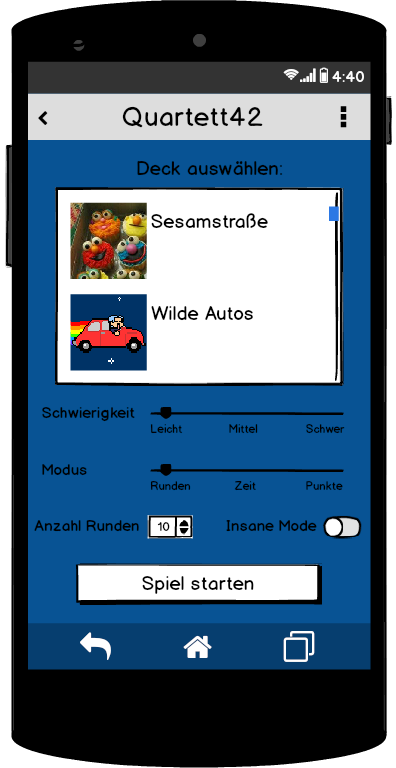 4:40
Quartett42
Deck auswählen:
Sesamstraße
Wilde Autos
Schwierigkeit
Leicht Mittel Schwer
Modus
Runden Zeit Punkte
Anzahl Runden 10 Insane Mode
Spiel starten